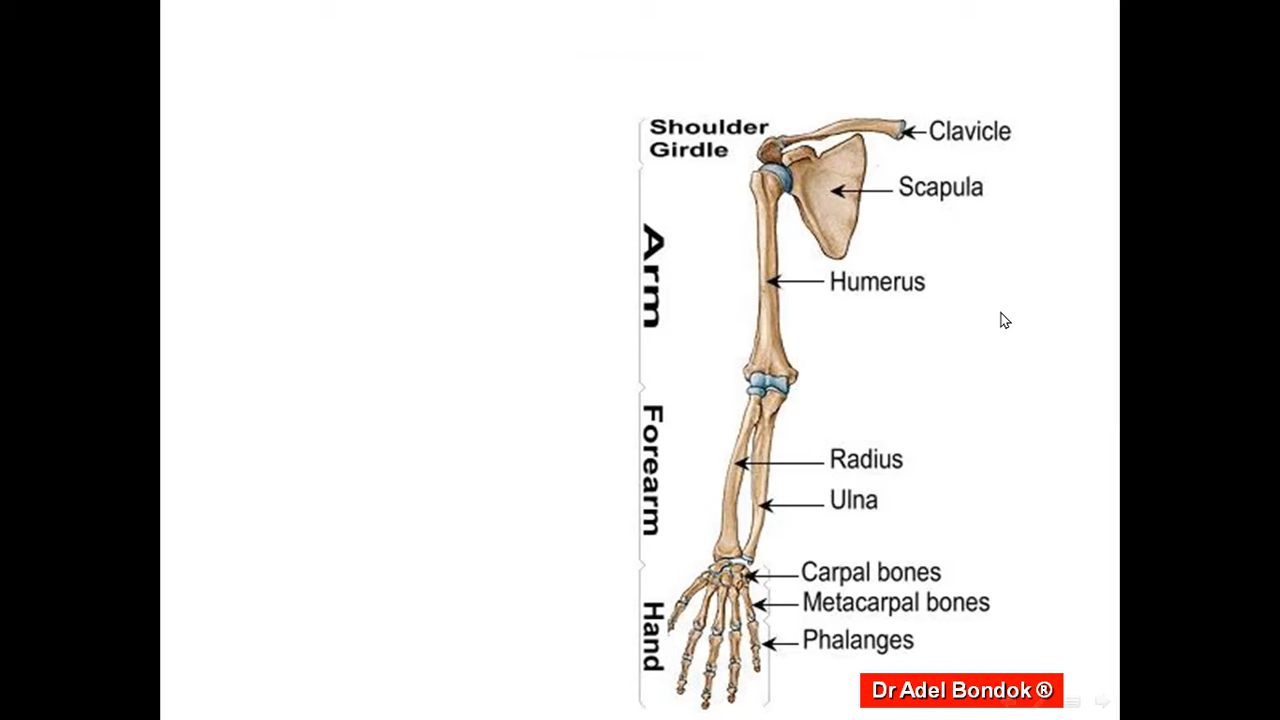 Shoulder
Girdle
Clavicle
Scapula
Arm
Humerus
Forearm
Radius
Ulna
Hand
Carpal bones
Metacarpal bones
Phalanges
Dr Adel Bondok ®